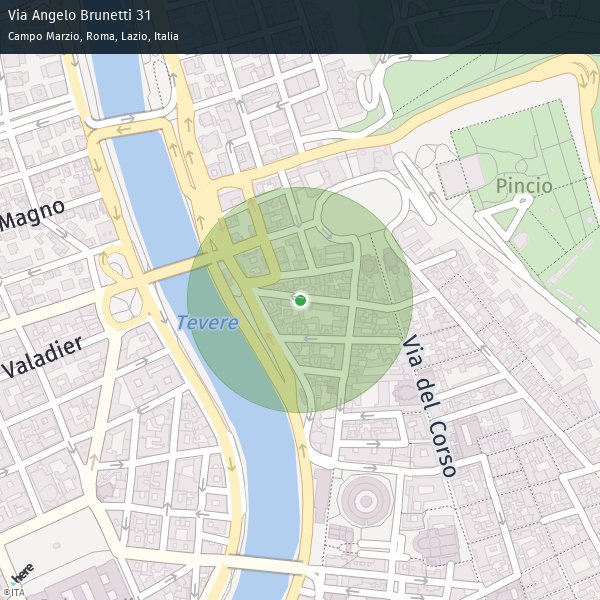 Via Angelo Brunetti 31
Campo Marzio, Roma, Lazio, Italia
Pincio
Magno
Tevere
Valadier
Via del Corso
here
©ITA